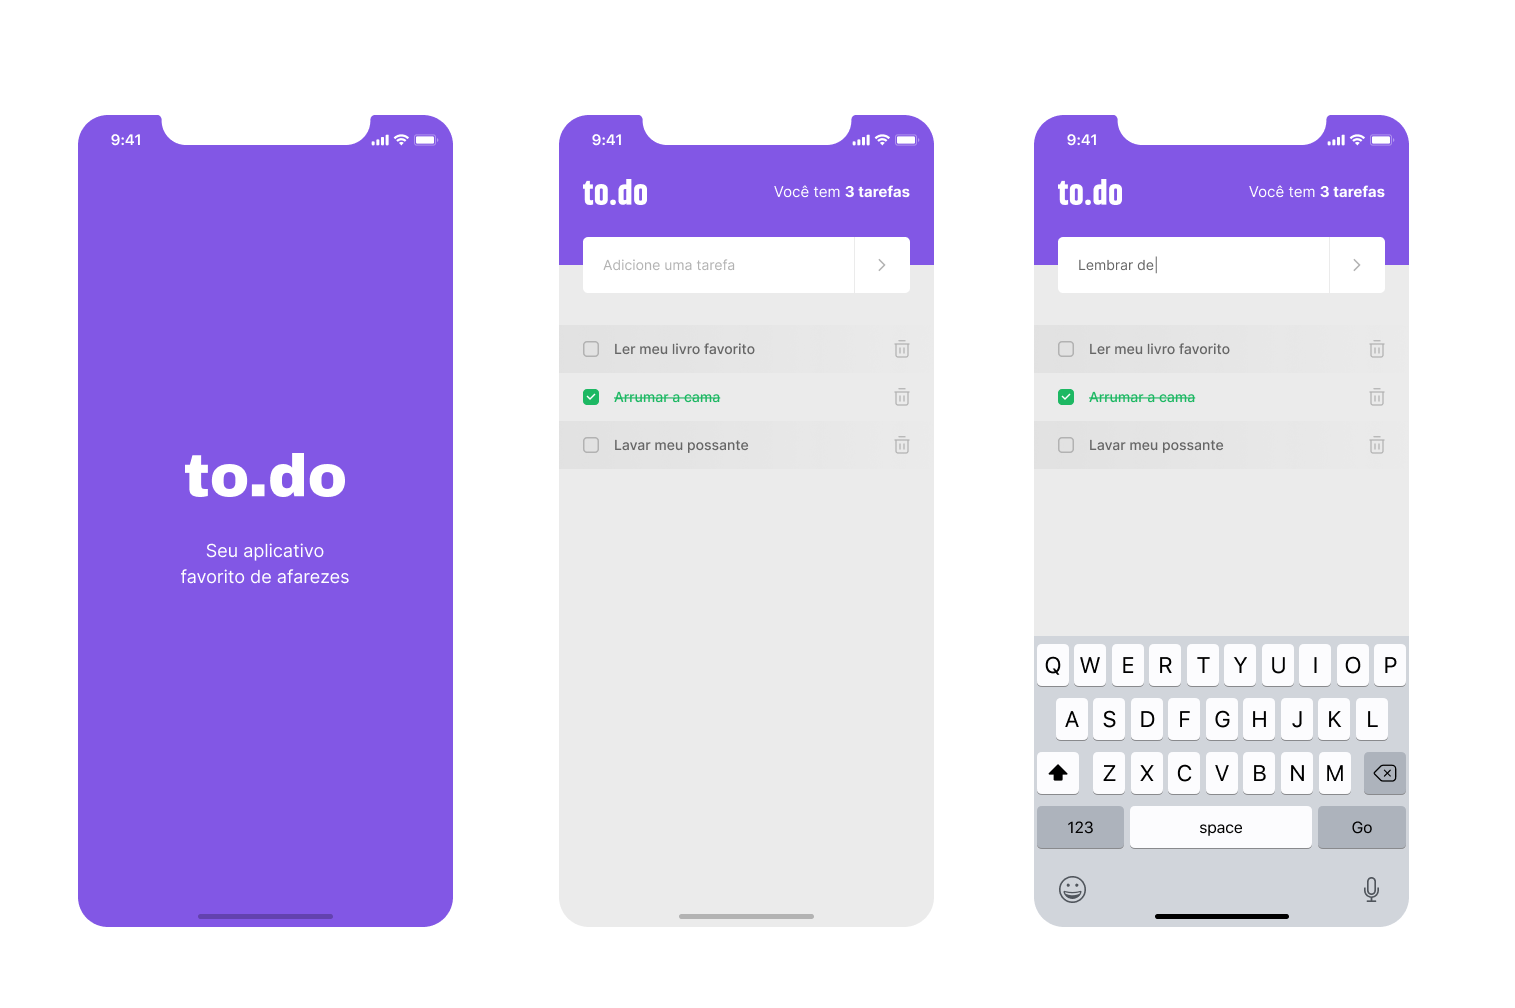 9:41
to.do
Seu aplicativo
favorito de afarezes
9:41
to.do
Você tem 3 tarefas
Adicione uma tarefa
Ler meu livro favorito
Arrumar a cama
Lavar meu possante
9:41
to.do
Você tem 3 tarefas
Lembrar de
Ler meu livro favorito
Arrumar a cama
Lavar meu possante
Q W E R T Y U I O P
A S D F G H J K L
Z X C V B N M
123 space Go